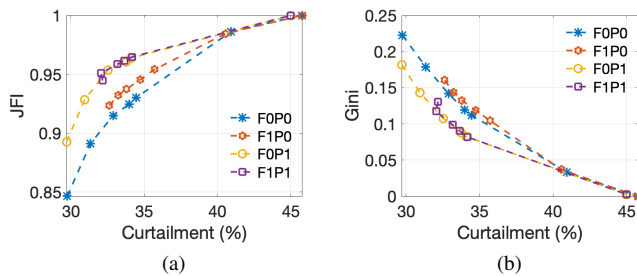 1
0.95
0.9
0.85
JFI
30
35
40
45
Curtailment (%)
F0P0
F1P0
F0P1
F1P1
(a)
0.25
0.2
0.15
0.1
0.05
0
Gini
30
35
40
45
Curtailment (%)
F0P0
F1P0
F0P1
F1P1
(b)